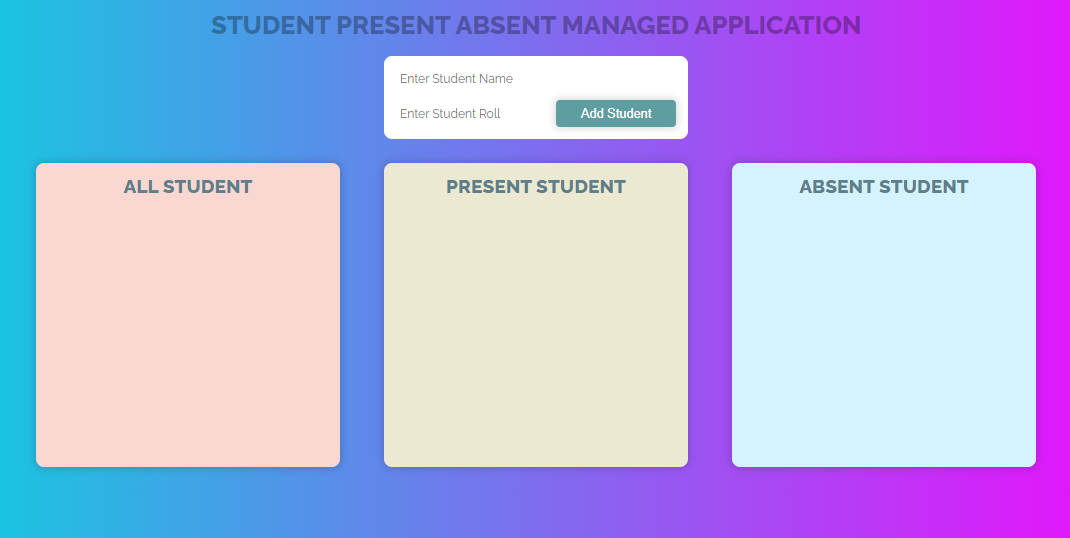 STUDENT PRESENT ABSENT MANAGED APPLICATION
Enter Student Name
Enter Student Roll
Add Student
ALL STUDENT
PRESENT STUDENT
ABSENT STUDENT